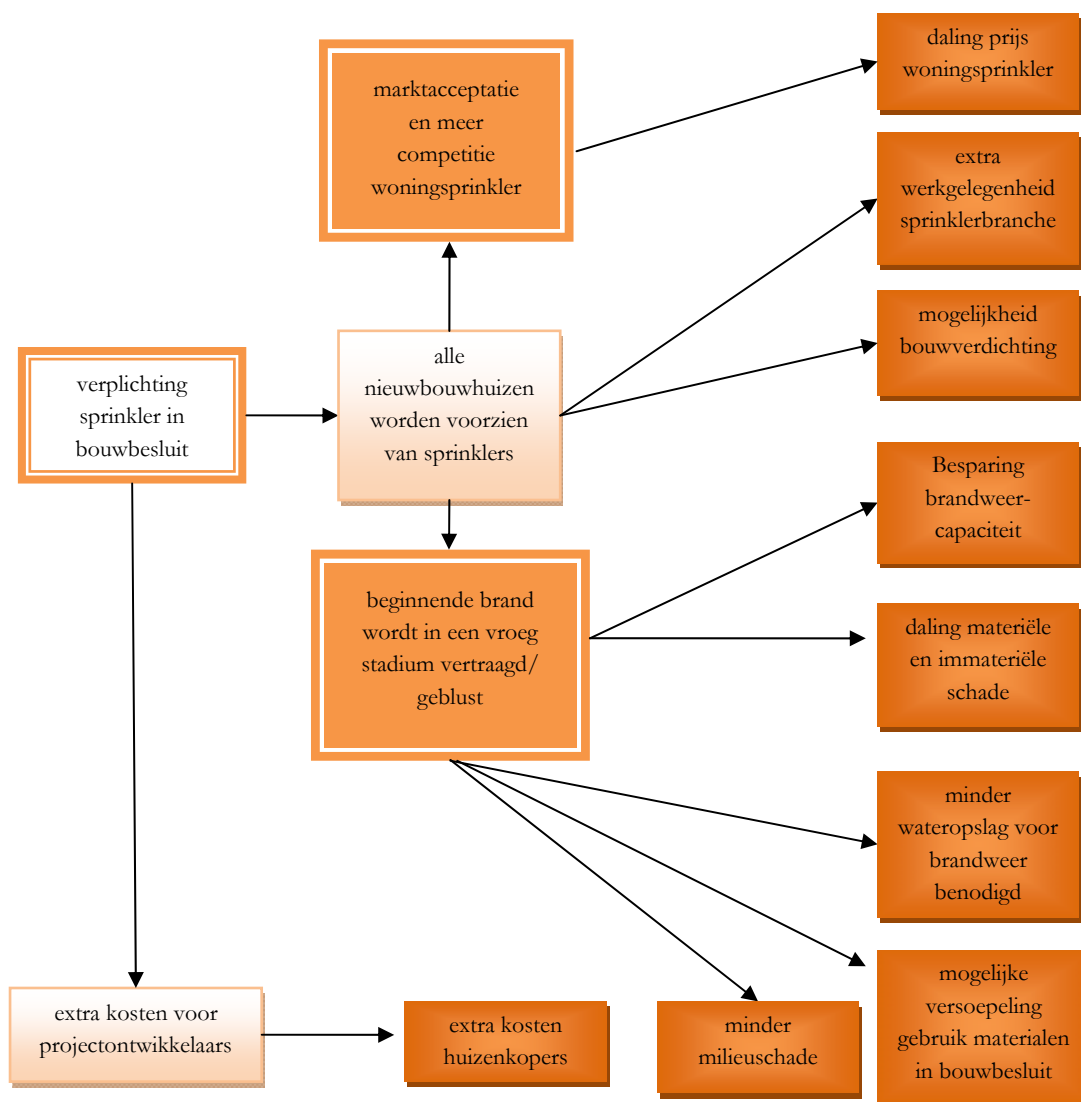 daling prijs
woningsprinkler
marktacceptatie
en meer
competitie
woningsprinkler
extra
werkgelegenheid
sprinklerbranche
mogelijkheid
bouwverdichting
alle
nieuwbouwhuizen
worden voorzien
van sprinklers
verplichting
sprinkler in
bouwbesluit
Besparing
brandweer-
capaciteit
beginnende brand
wordt in een vroeg
stadium vertraagd/
geblust
daling materiële
en immateriële
schade
minder
wateropslag voor
brandweer
benodigd
mogelijke
versoepeling
gebruik materialen
in bouwbesluit
extra kosten voor
projectontwikkelaars
extra kosten
huizenkopers
minder
milieuschade